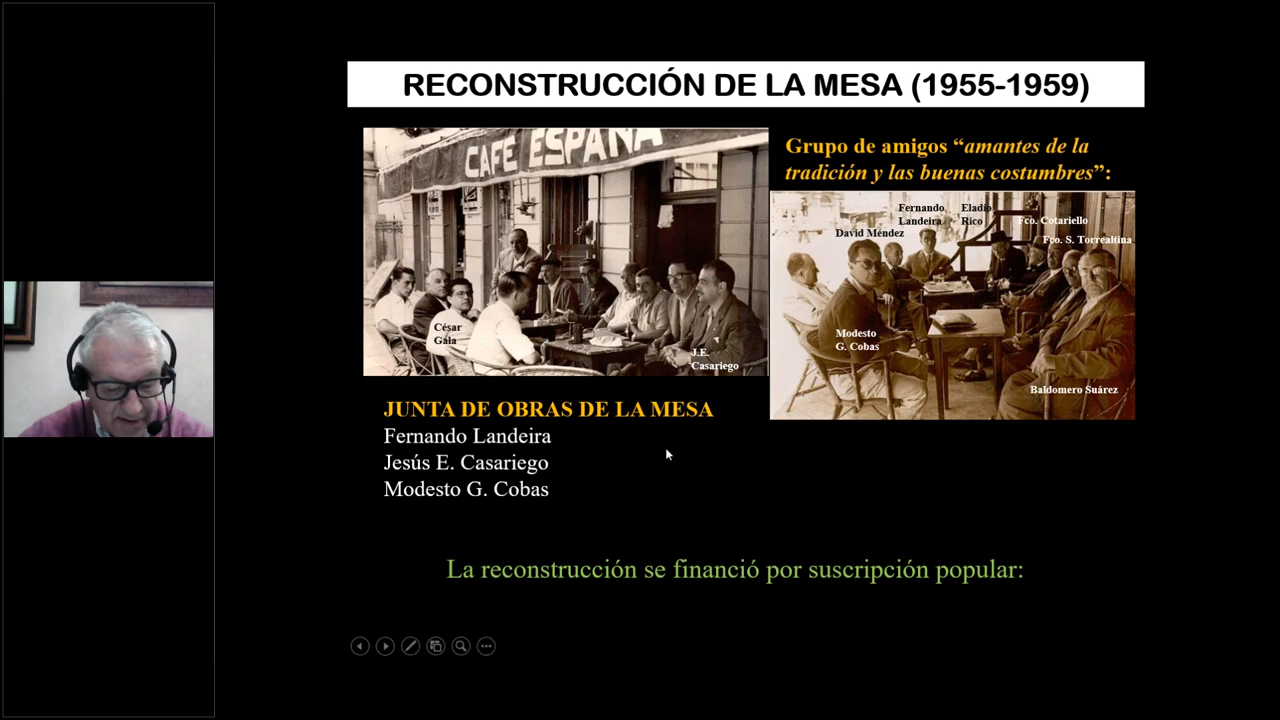 RECONSTRUCCIÓN DE LA MESA (1955-1959)
CAFE ESPAÑA
César
Gala
J.E.
Casariego
Grupo de amigos “amantes de la
tradición y las buenas costumbres”:
Fernando
Landeira
Eladio
Rico
David Méndez
Fco. Cotariello
Fco. S. Torrealtina
Modesto
G. Cobas
Baldomero Suárez
JUNTA DE OBRAS DE LA MESA
Fernando Landeira
Jesús E. Casariego
Modesto G. Cobas
La reconstrucción se financió por suscripción popular: